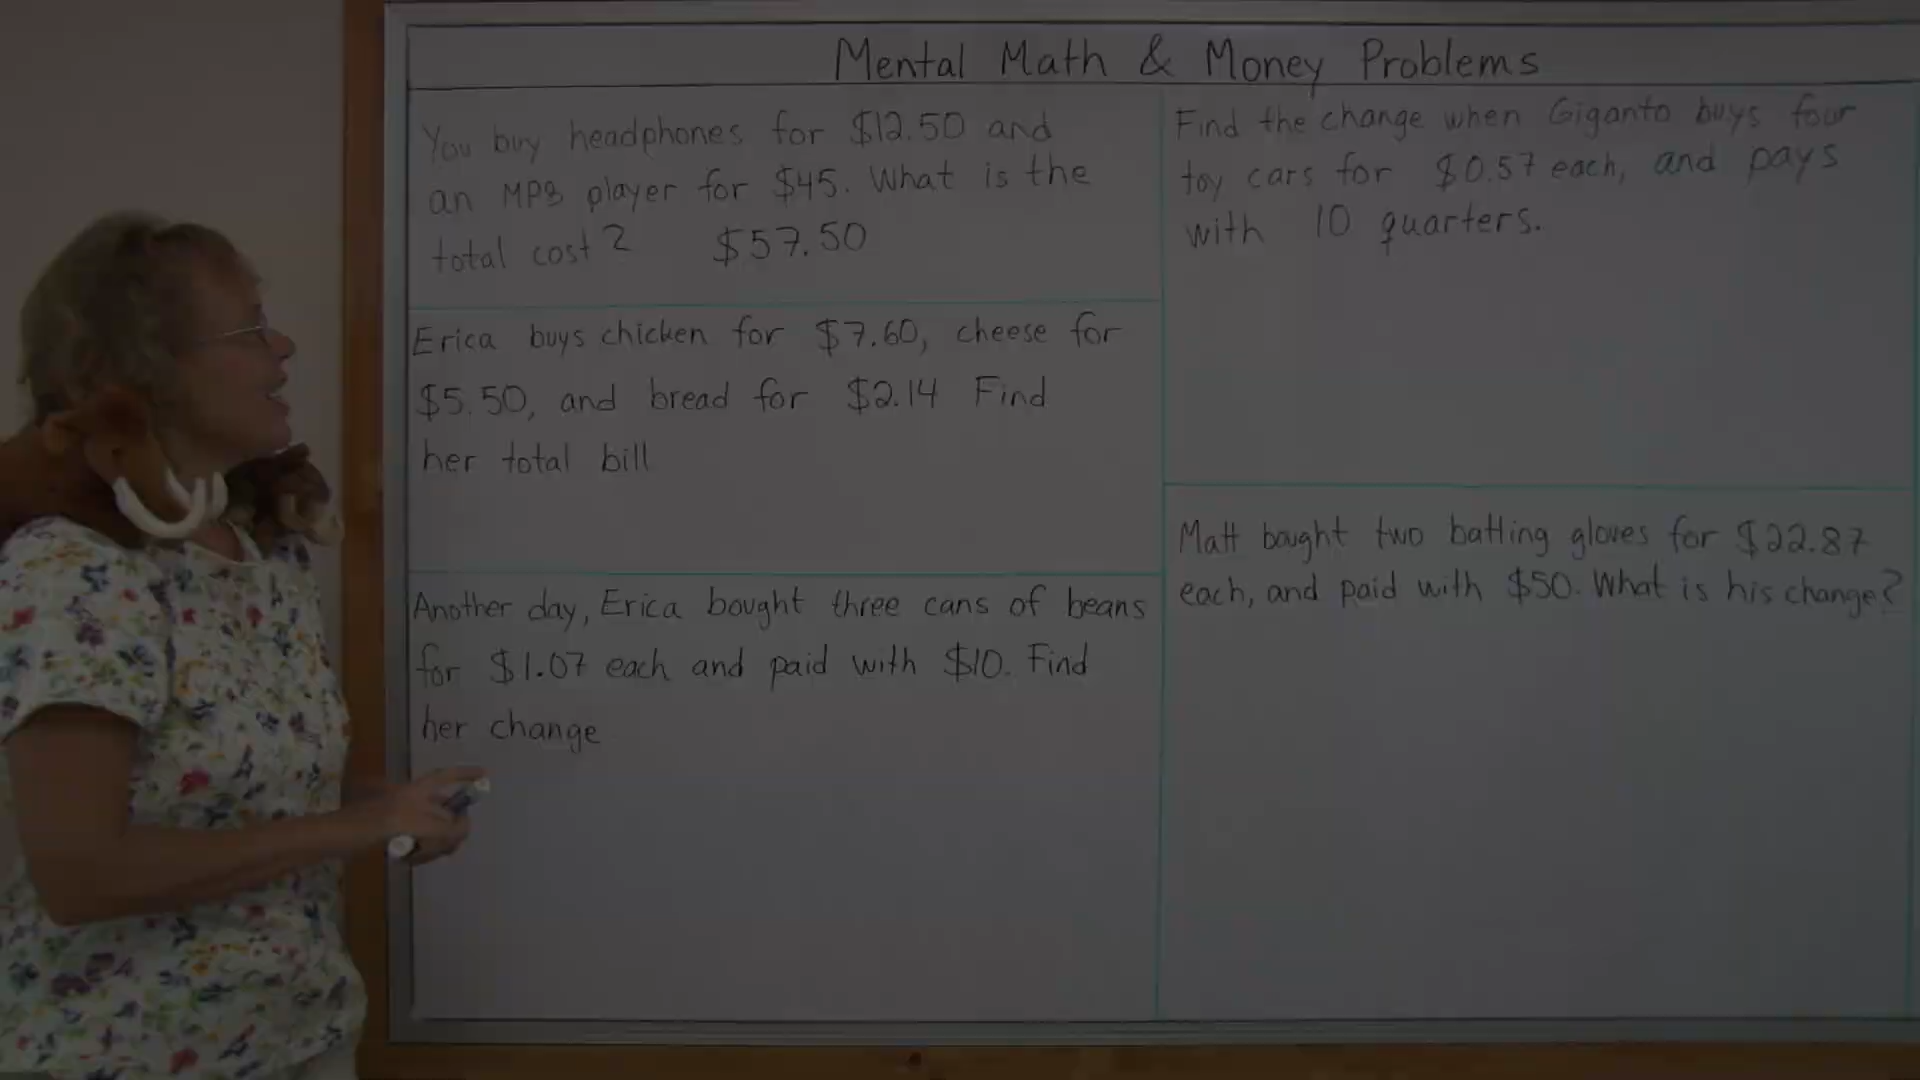 Mental Math & Money Problems
You buy headphones for $12.50 and
an MP3 player for $45. What is the
total cost? $57.50
Erica buys chicken for $7.60, cheese for
$5.50, and bread for $2.14 Find
her total bill
Another day, Erica bought three cans of beans
for $1.07 each and paid with $10. Find
her change
Find the change when Giganto buys four
toy cars for $0.57 each, and pays
with 10 quarters.
Matt bought two batting gloves for $22.87
each, and paid with $50. What is his change?